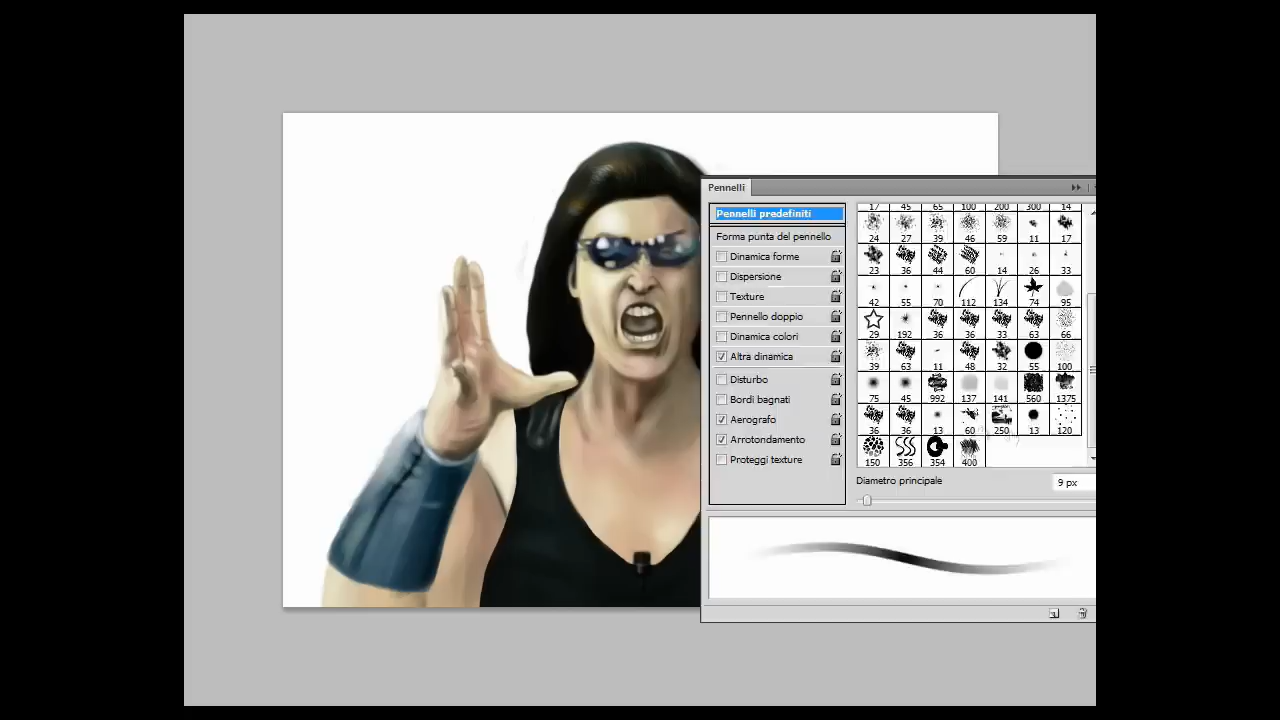 Pennelli
Pennelli predefiniti
Forma punta del pennello
Dinamica forme
Dispersione
Texture
Pennello doppio
Dinamica colori
Altra dinamica
Disturbo
Bordi bagnati
Aerografo
Arrotondamento
Proteggi texture
17 45 65 100 200 300 14
24 27 39 46 59 11 17
23 36 44 60 14 26 33
42 55 70 112 134 74 95
29 192 36 36 33 63 66
39 63 11 48 32 55 100
75 45 992 137 141 560 1375
36 36 13 60 250 13 120
150 356 354 400
Diametro principale
9 px